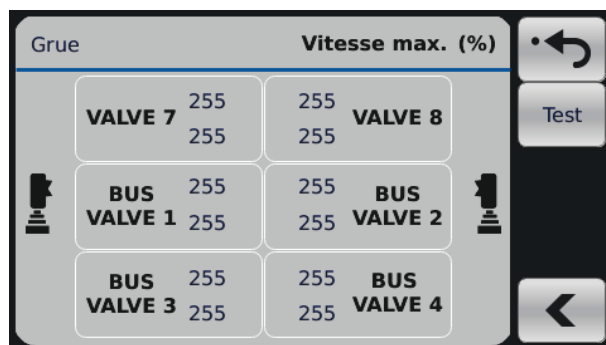 Grue Vitesse max. (%)
Test
VALVE 7 255 255 VALVE 8
255 255
BUS 255 255 BUS
VALVE 1 255 255 VALVE 2
BUS 255 255 BUS
VALVE 3 255 255 VALVE 4